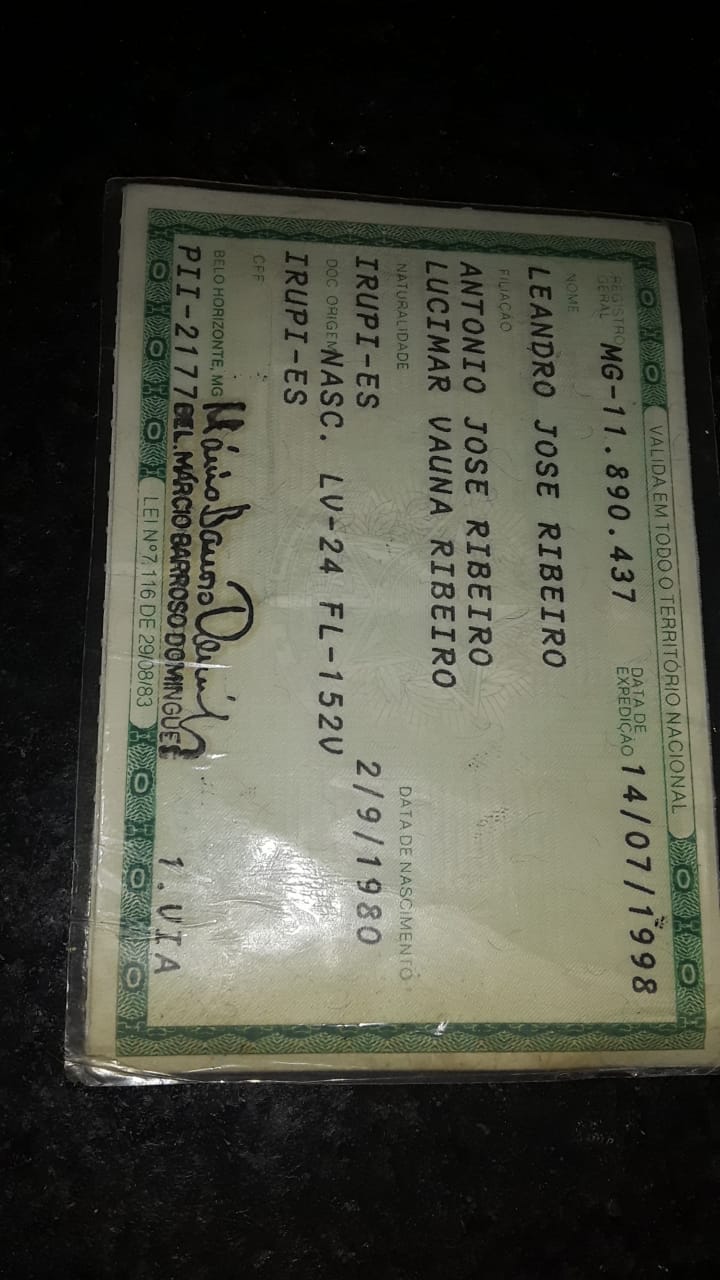 VALIDA EM TODO O TERRITÓRIO NACIONAL
REGISTRO GERAL MG-11.890.437 DATA DE EXPEDIÇÃO 14/07/1998
NOME
LEANDRO JOSE RIBEIRO
FILIAÇÃO
ANTONIO JOSE RIBEIRO
LUCIMAR VAUNA RIBEIRO
NATURALIDADE DATA DE NASCIMENTO
IRUPI-ES 2/9/1980
DOC ORIGEM NASC. LV-24 FL-152V
IRUPI-ES
CPF
BELO HORIZONTE, MG
PII-2177 BEL. MÁRCIO BARROSO DOMINGUES 1.VIA
LEI Nº 7.116 DE 29/08/83